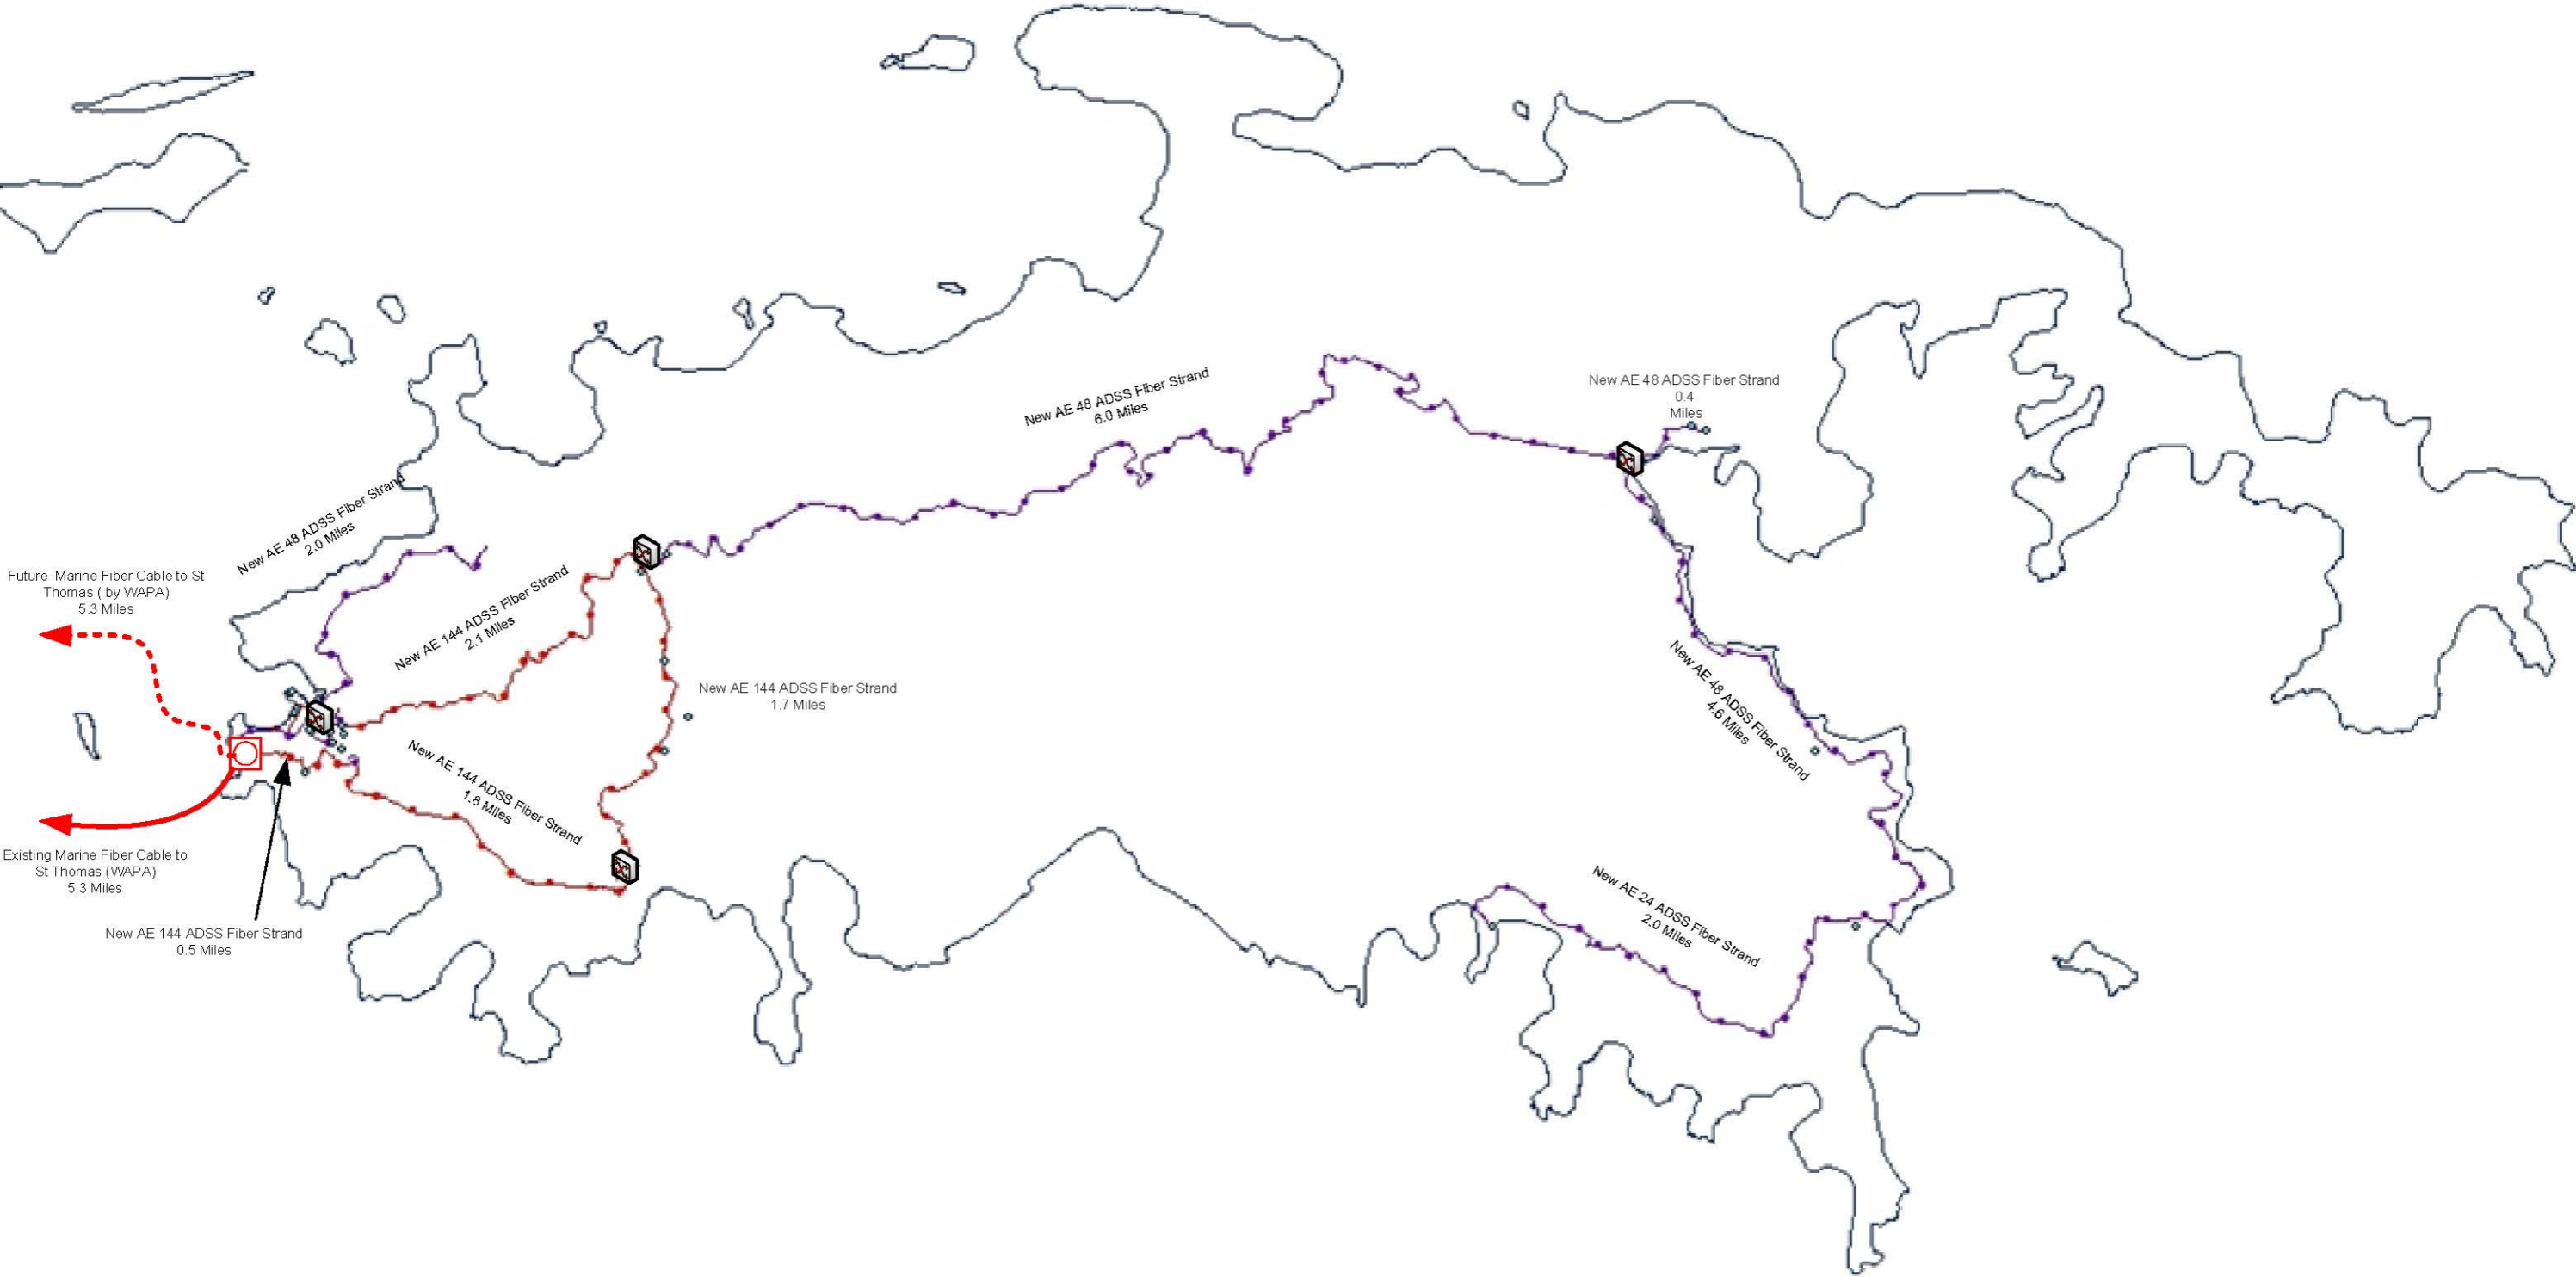 New AE 48 ADSS Fiber Strand
6.0 Miles
New AE 48 ADSS Fiber Strand
0.4
Miles
New AE 48 ADSS Fiber Strand
2.0 Miles
Future Marine Fiber Cable to St
Thomas ( by WAPA)
5.3 Miles
New AE 144 ADSS Fiber Strand
2.1 Miles
New AE 144 ADSS Fiber Strand
1.7 Miles
New AE 48 ADSS Fiber Strand
4.6 Miles
New AE 144 ADSS Fiber Strand
1.8 Miles
Existing Marine Fiber Cable to
St Thomas (WAPA)
5.3 Miles
New AE 144 ADSS Fiber Strand
0.5 Miles
New AE 24 ADSS Fiber Strand
2.0 Miles